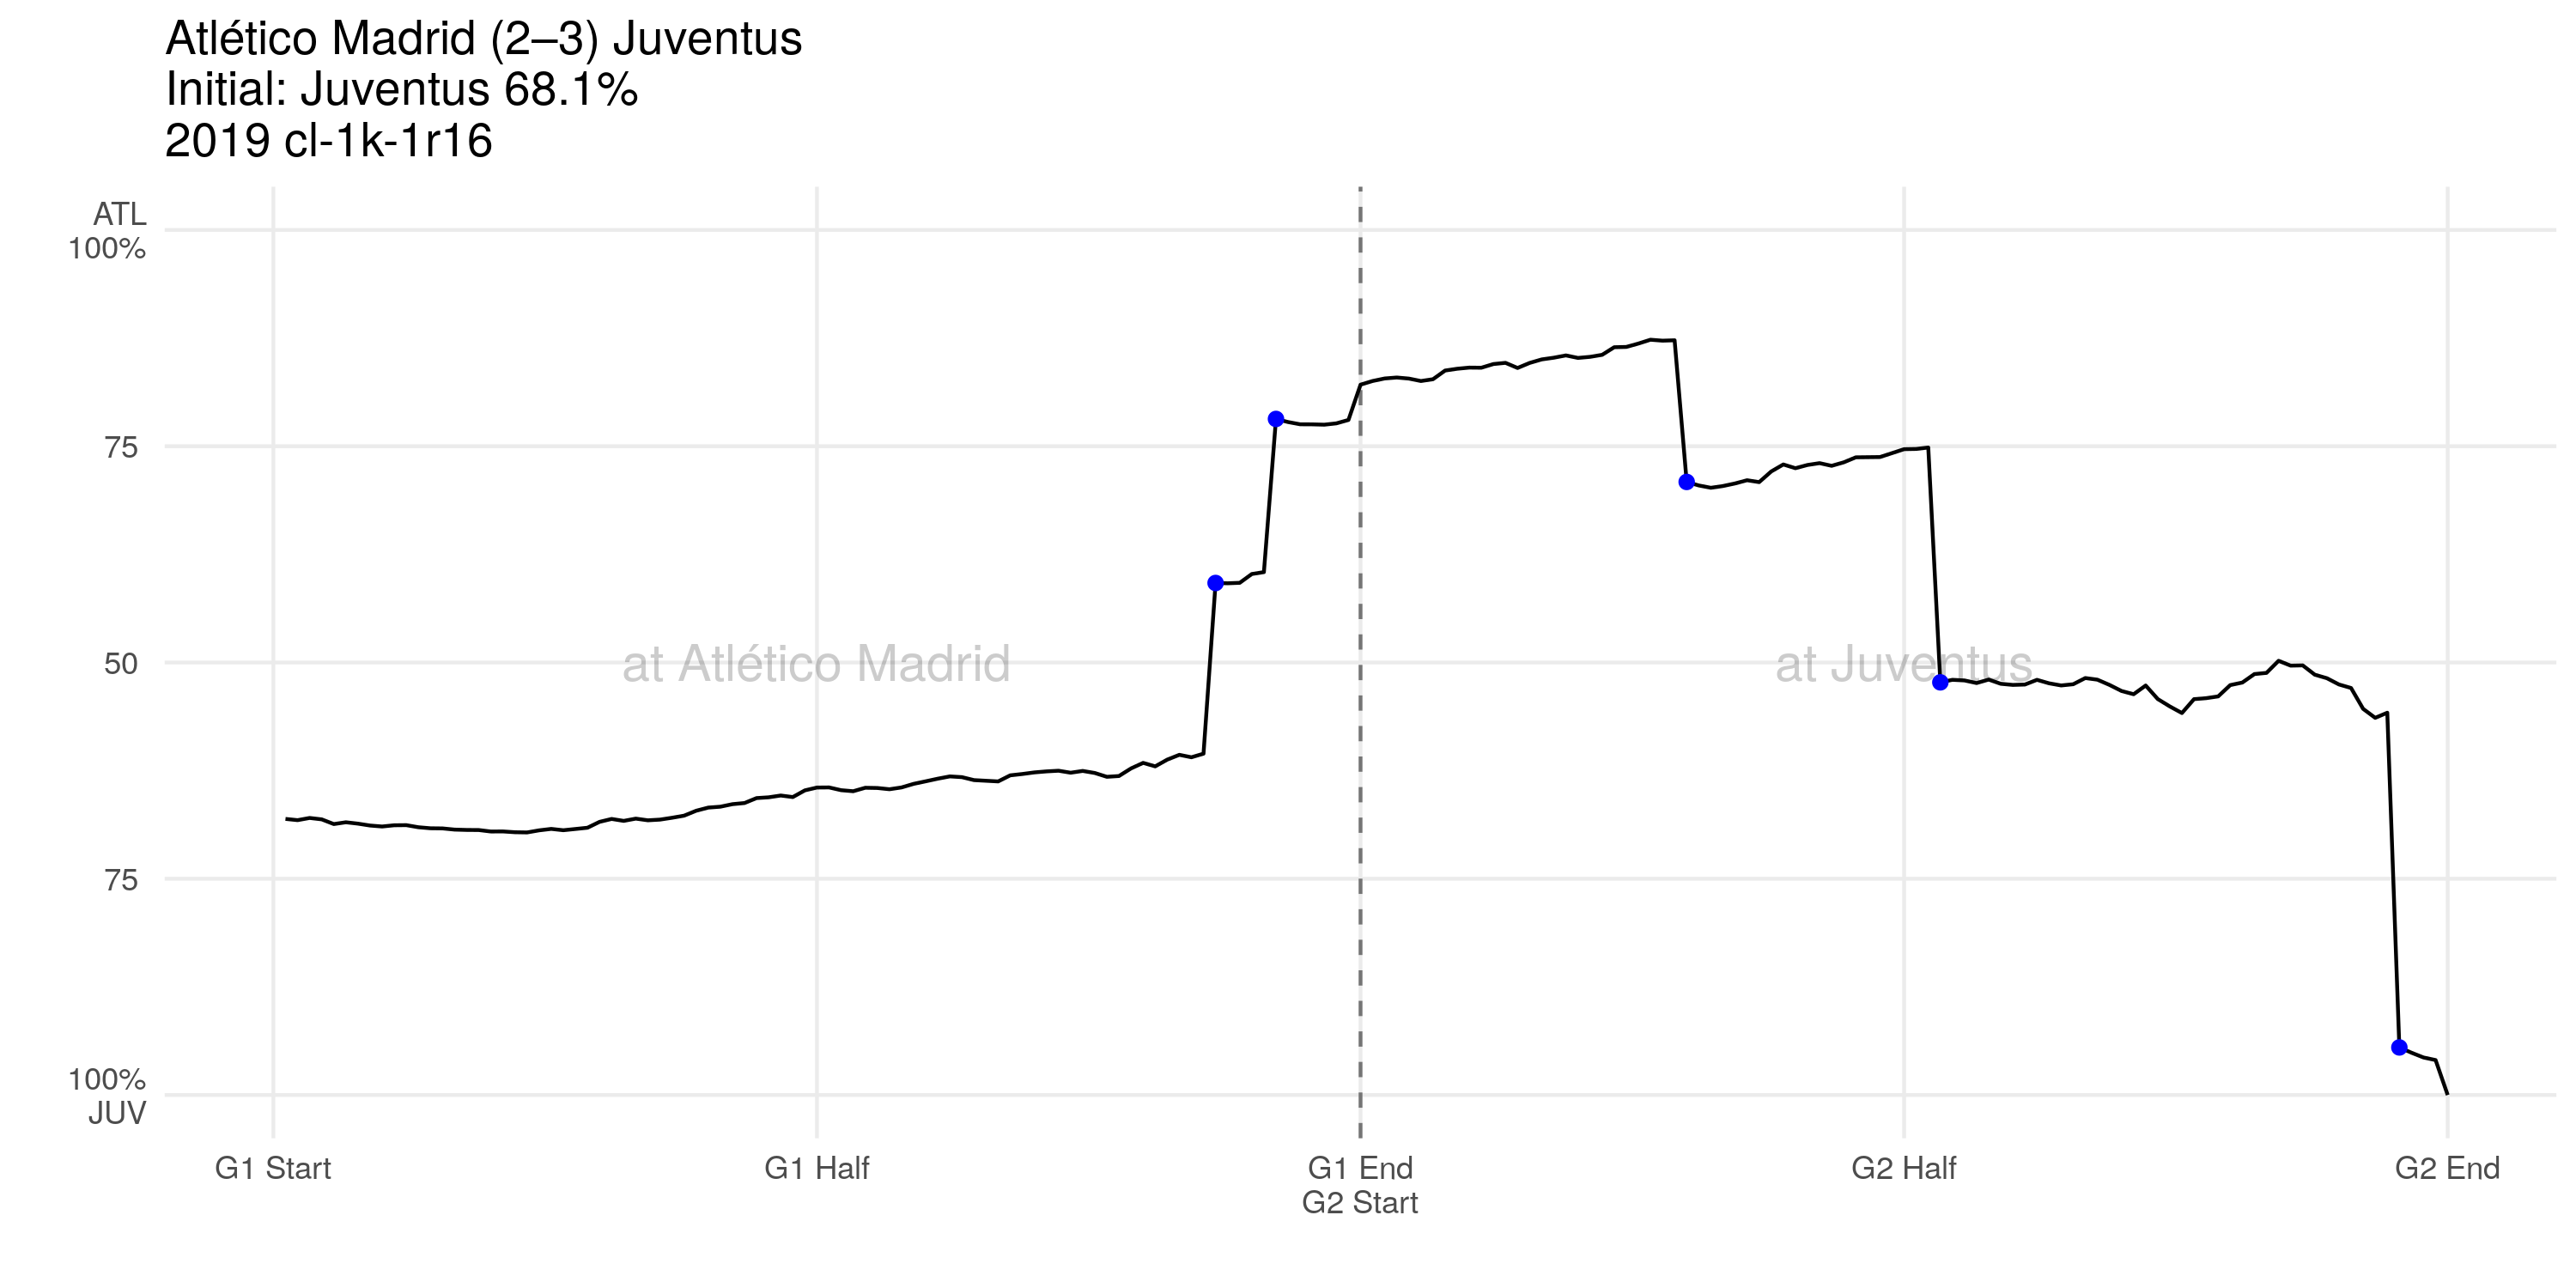 Atlético Madrid (2–3) Juventus
Initial: Juventus 68.1%
2019 cl-1k-1r16
ATL
100%
75
50
75
100%
JUV
at Atlético Madrid
at Juventus
G1 Start
G1 Half
G1 End
G2 Start
G2 Half
G2 End